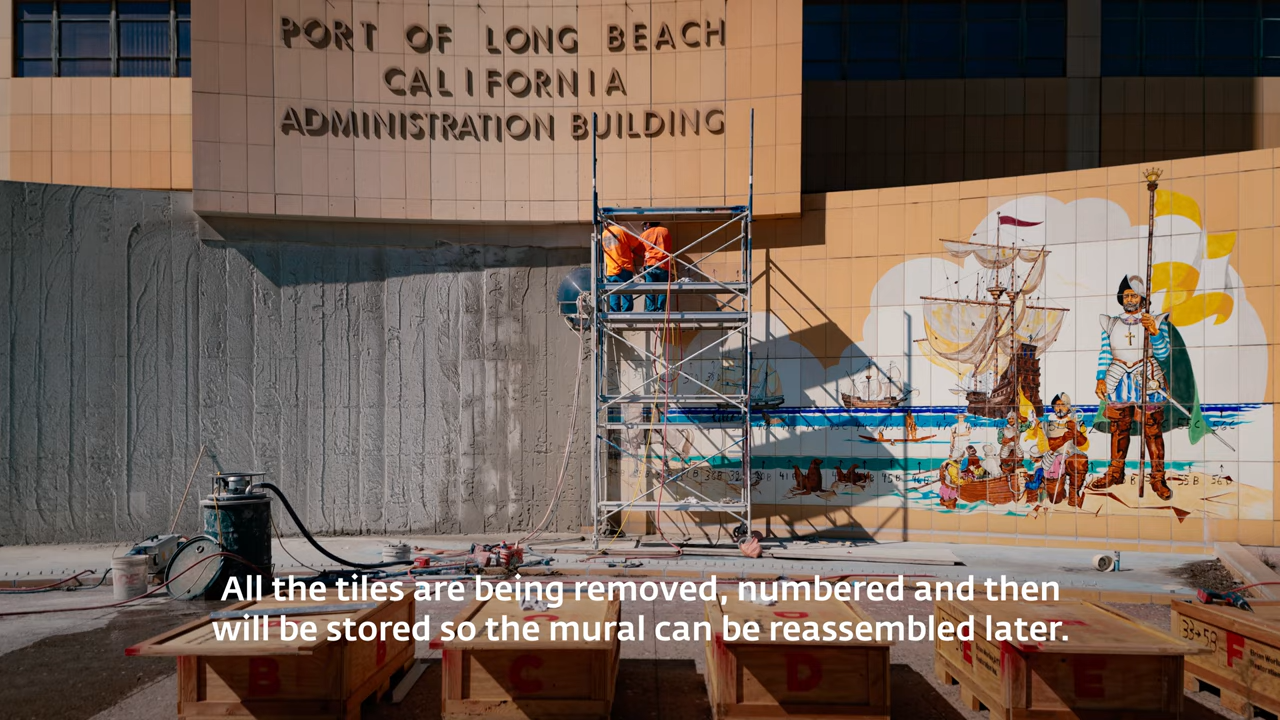 PORT OF LONG BEACH
CALIFORNIA
ADMINISTRATION BUILDING
All the tiles are being removed, numbered and then
will be stored so the mural can be reassembled later.
B
C
D
E
33→59
F